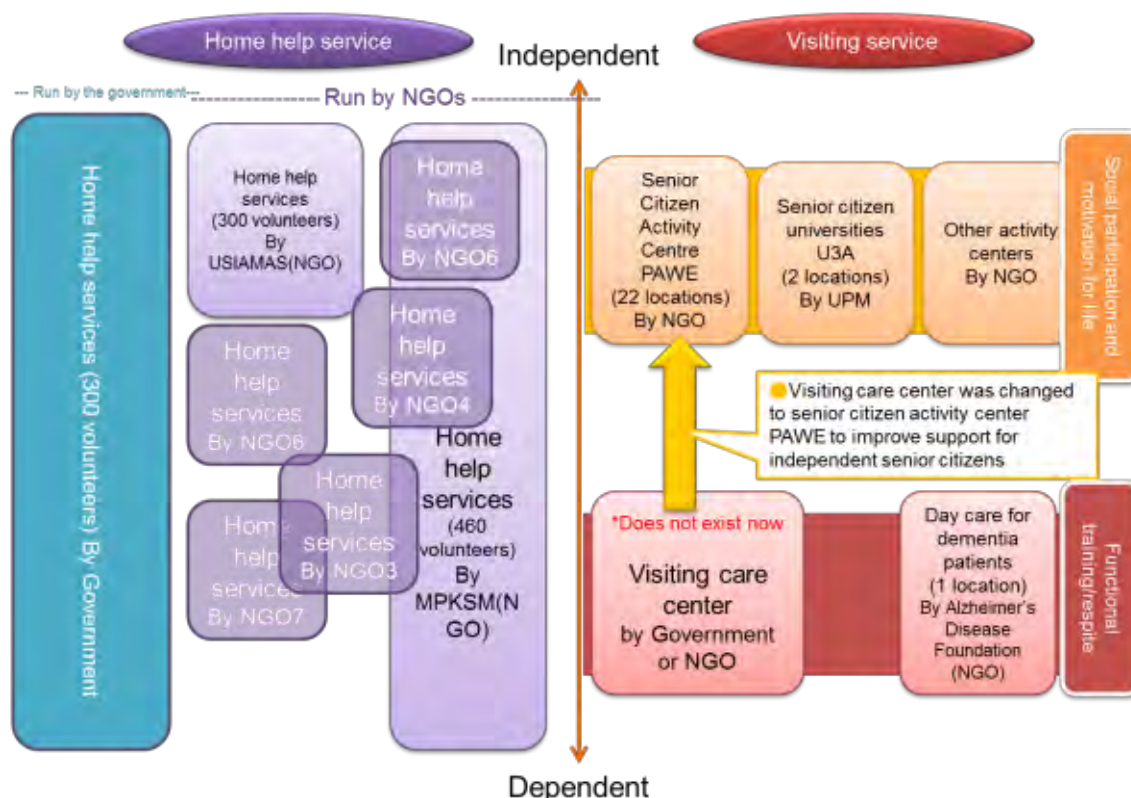 Home help service
Visiting service
Independent
--- Run by the government---
Run by NGOs
Home help services (300 volunteers) By Government
Home help
services
(300 volunteers)
By
USIAMAS(NGO)
Home
help
services
By NGO6
Home
help
services
By NGO4
Home
help
services
By NGO6
Home
help
services
By NGO3
Home
help
services
By NGO7
Home
help
services
(460
volunteers)
By
MPKSM(N
GO)
Senior
Citizen
Activity
Centre
PAWE
(22 locations)
By NGO
Senior citizen
universities
U3A
(2 locations)
By UPM
Other activity
centers
By NGO
Social participation and
motivation for life
Visiting care center was changed
to senior citizen activity center
PAWE to improve support for
independent senior citizens
*Does not exist now
Visiting care
center
by Government
or NGO
Day care for
dementia
patients
(1 location)
By Alzheimer's
Disease
Foundation
(NGO)
Functional
training/respite
Dependent